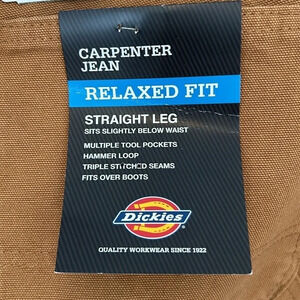 CARPENTER
JEAN
RELAXED FIT
STRAIGHT LEG
SITS SLIGHTLY BELOW WAIST
MULTIPLE TOOL POCKETS
HAMMER LOOP
TRIPLE STITCHED SEAMS
FITS OVER BOOTS
Dickies
QUALITY WORKWEAR SINCE 1922